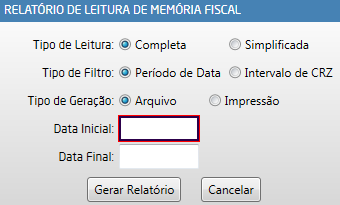 RELATÓRIO DE LEITURA DE MEMÓRIA FISCAL
Tipo de Leitura: Completa Simplificada
Tipo de Filtro: Período de Data Intervalo de CRZ
Tipo de Geração: Arquivo Impressão
Data Inicial:
Data Final:
Gerar Relatório Cancelar